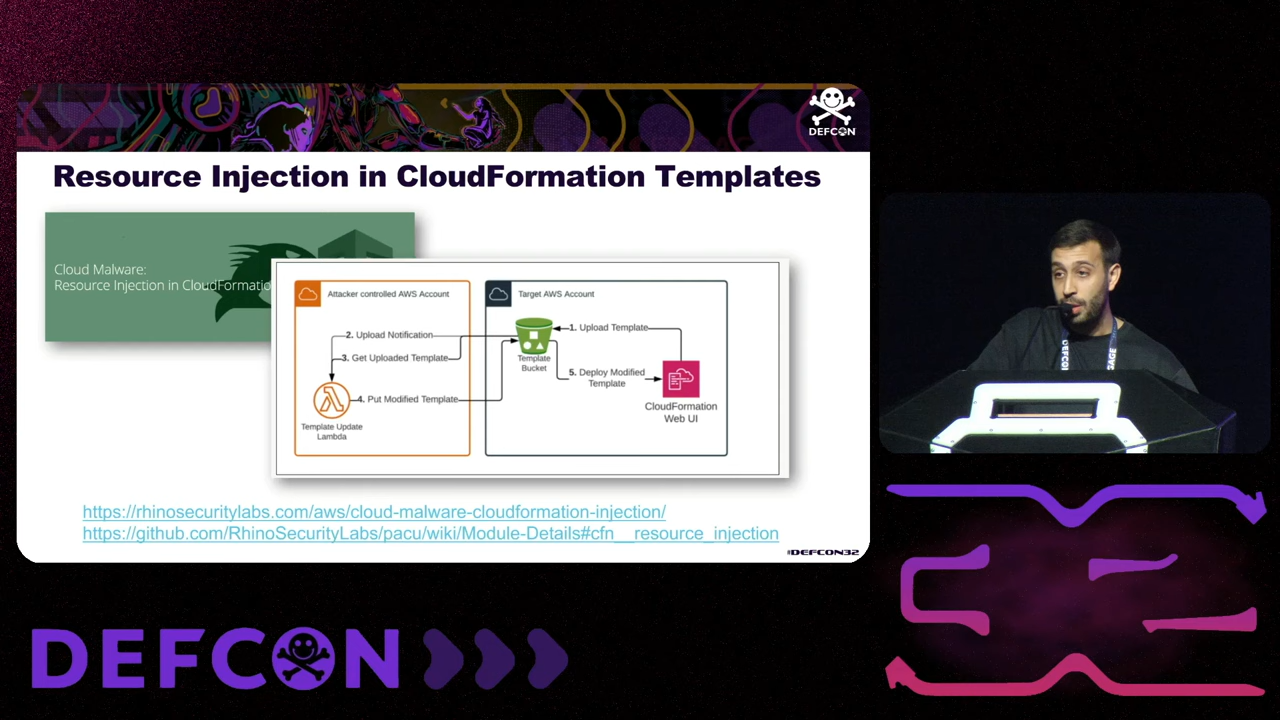 DEFCON
Resource Injection in CloudFormation Templates
Cloud Malware:
Resource Injection in CloudFormatio
Attacker controlled AWS Account
Target AWS Account
2. Upload Notification
3. Get Uploaded Template
4. Put Modified Template
Template Update
Lambda
1. Upload Template
Template
Bucket
5. Deploy Modified
Template
CloudFormation
Web UI
https://rhinosecuritylabs.com/aws/cloud-malware-cloudformation-injection/
https://github.com/RhinoSecurityLabs/pacu/wiki/Module-Details#cfn__resource_injection
#DEFCON32
DEFCON
GAGE
DEFCON